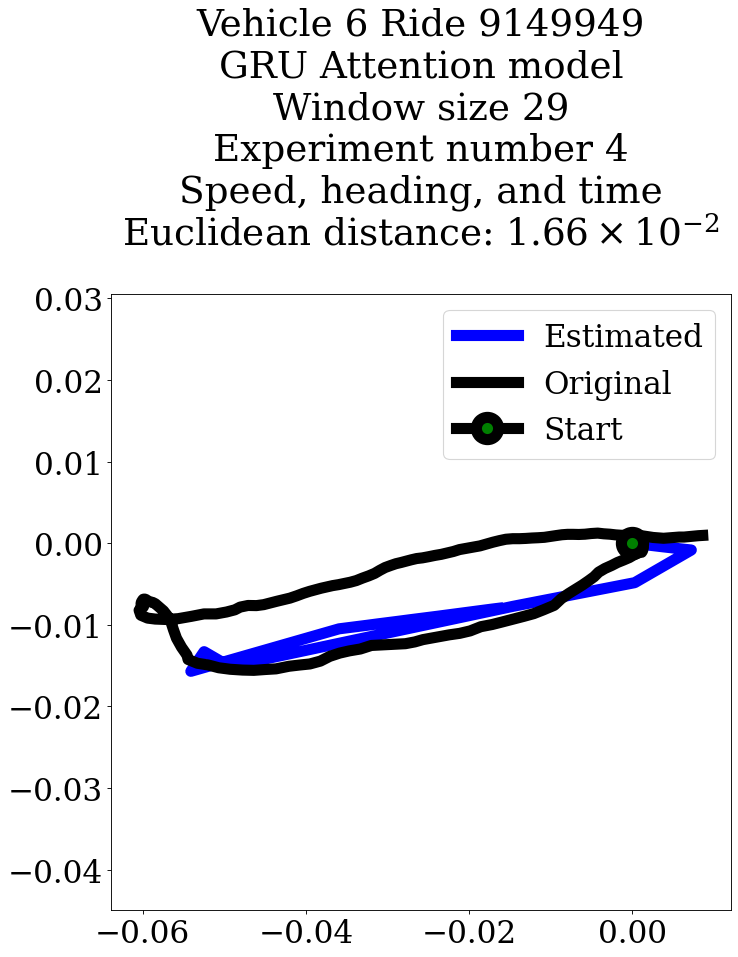 Vehicle 6 Ride 9149949
GRU Attention model
Window size 29
Experiment number 4
Speed, heading, and time
Euclidean distance: 1.66 × 10⁻²
Estimated
Original
Start
0.03
0.02
0.01
0.00
−0.01
−0.02
−0.03
−0.04
−0.06 −0.04 −0.02 0.00